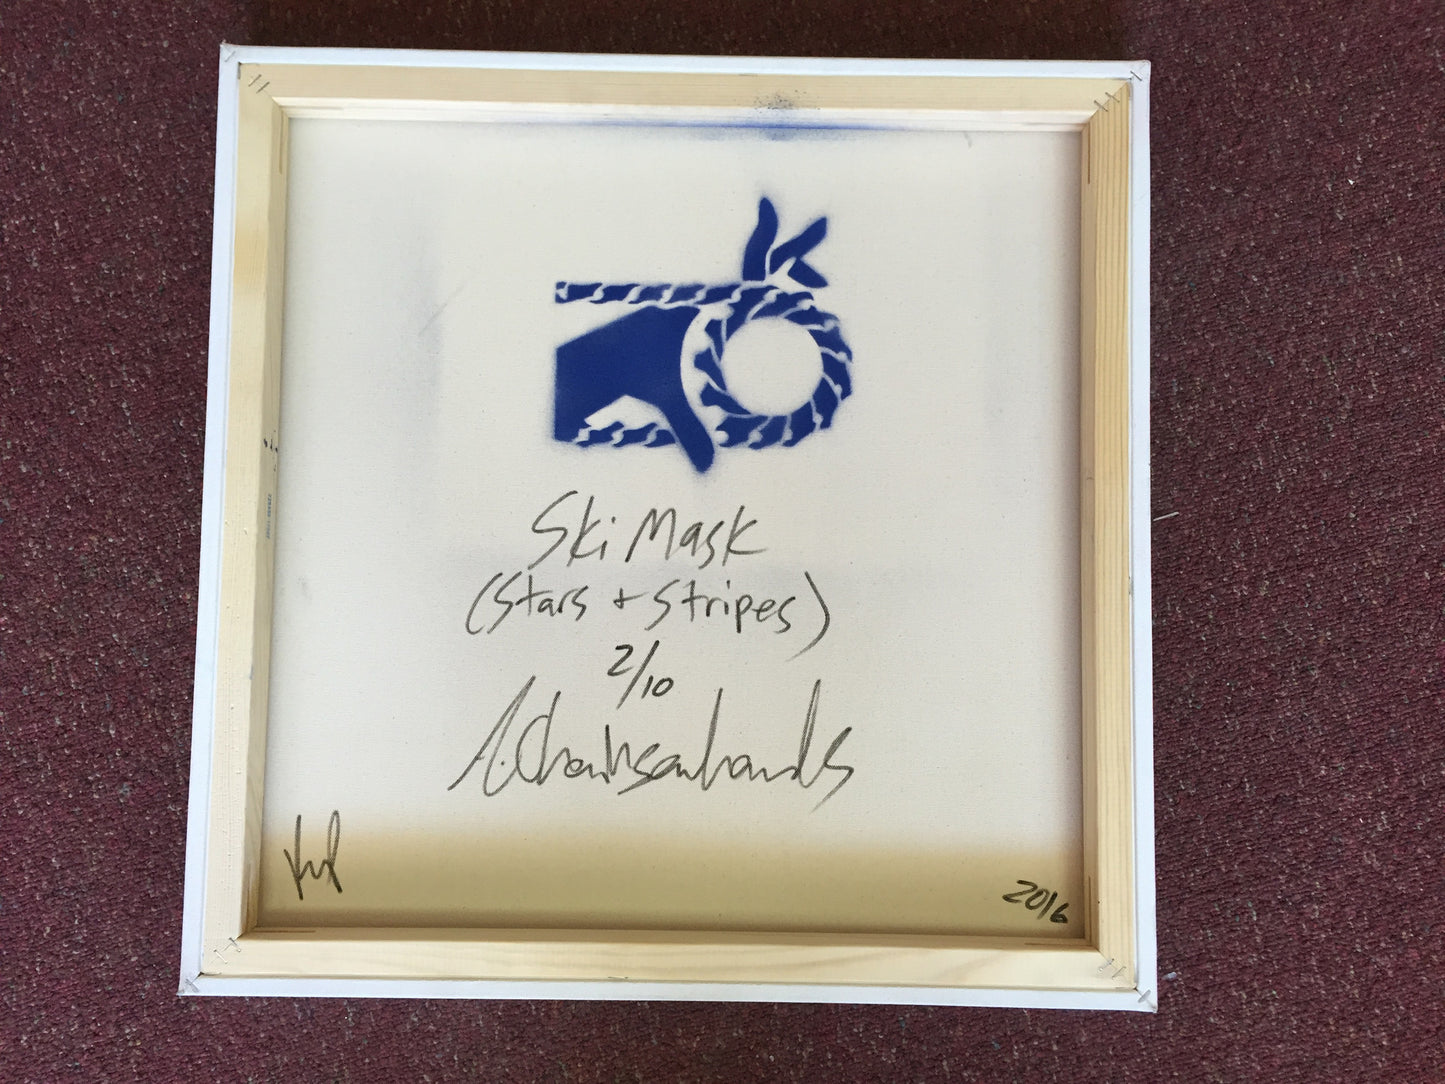 Ski Mask
(Stars + Stripes)
2/10
2016